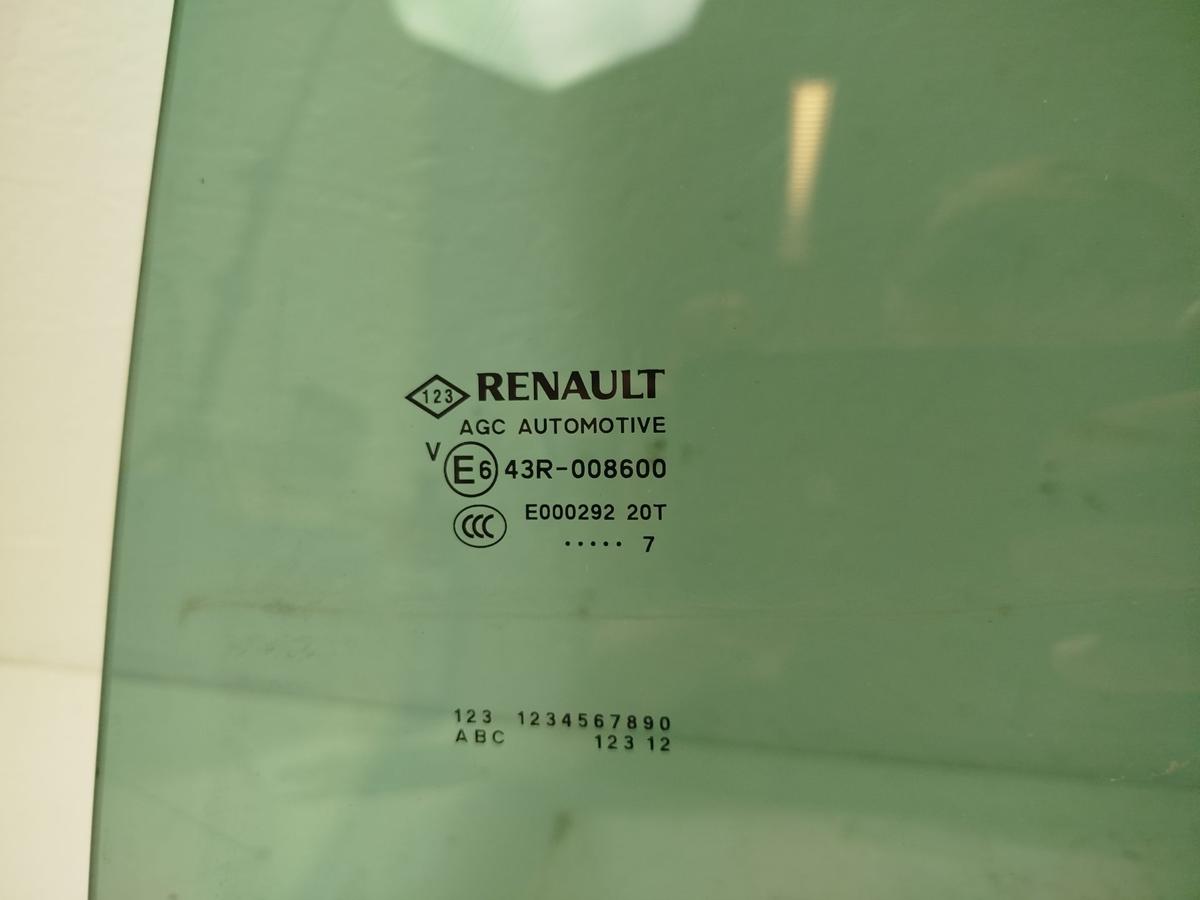 123 RENAULT
AGC AUTOMOTIVE
V E6 43R-008600
CCC E000292 20T
..... 7
123 1234567890
ABC 123 12